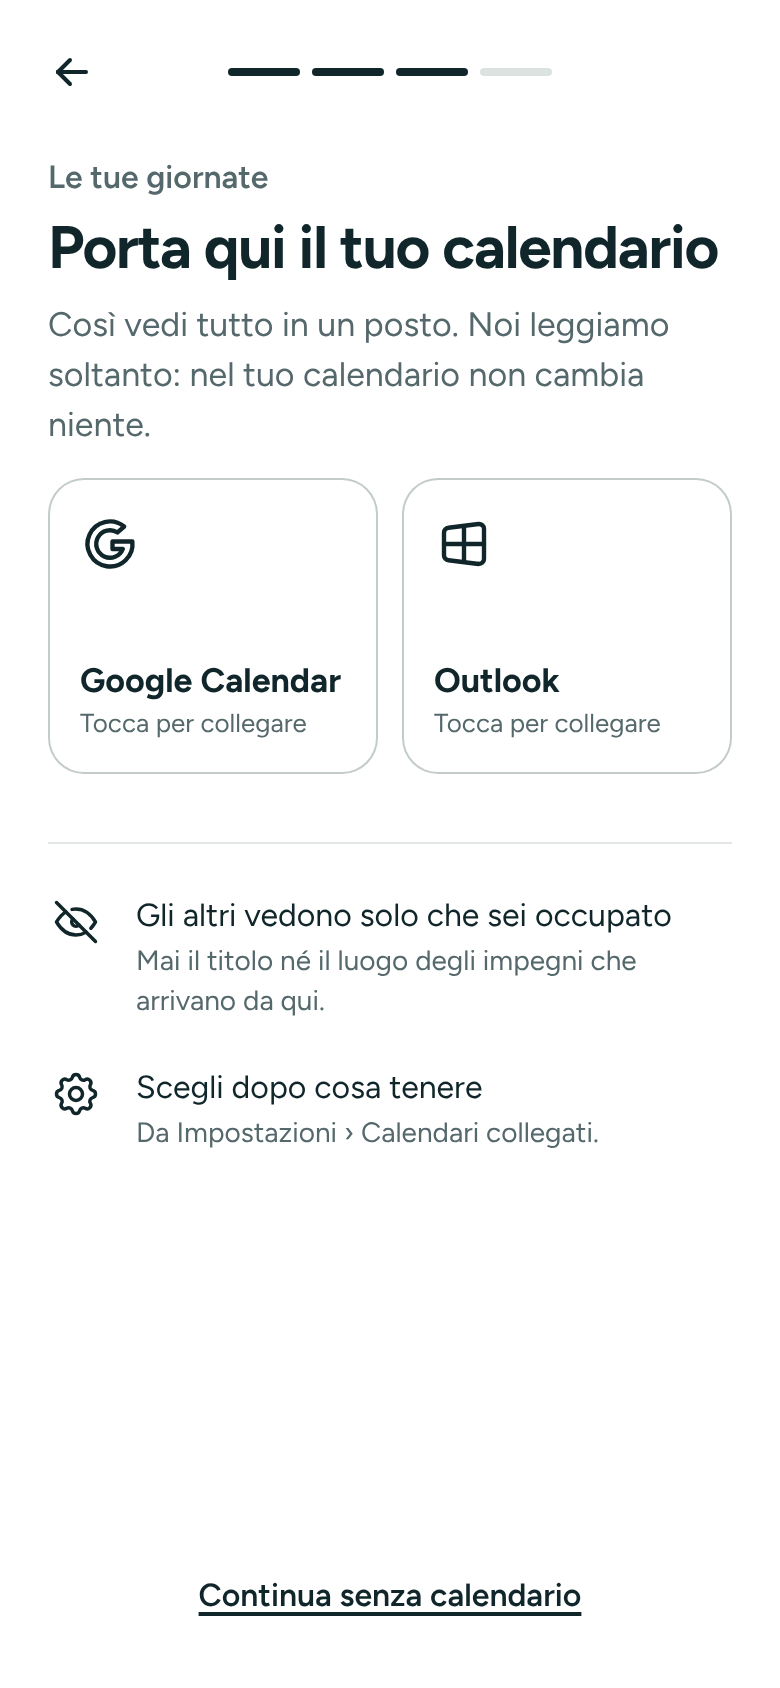 Le tue giornate
Porta qui il tuo calendario
Così vedi tutto in un posto. Noi leggiamo
soltanto: nel tuo calendario non cambia
niente.
Google Calendar
Tocca per collegare
Outlook
Tocca per collegare
Gli altri vedono solo che sei occupato
Mai il titolo né il luogo degli impegni che
arrivano da qui.
Scegli dopo cosa tenere
Da Impostazioni › Calendari collegati.
Continua senza calendario